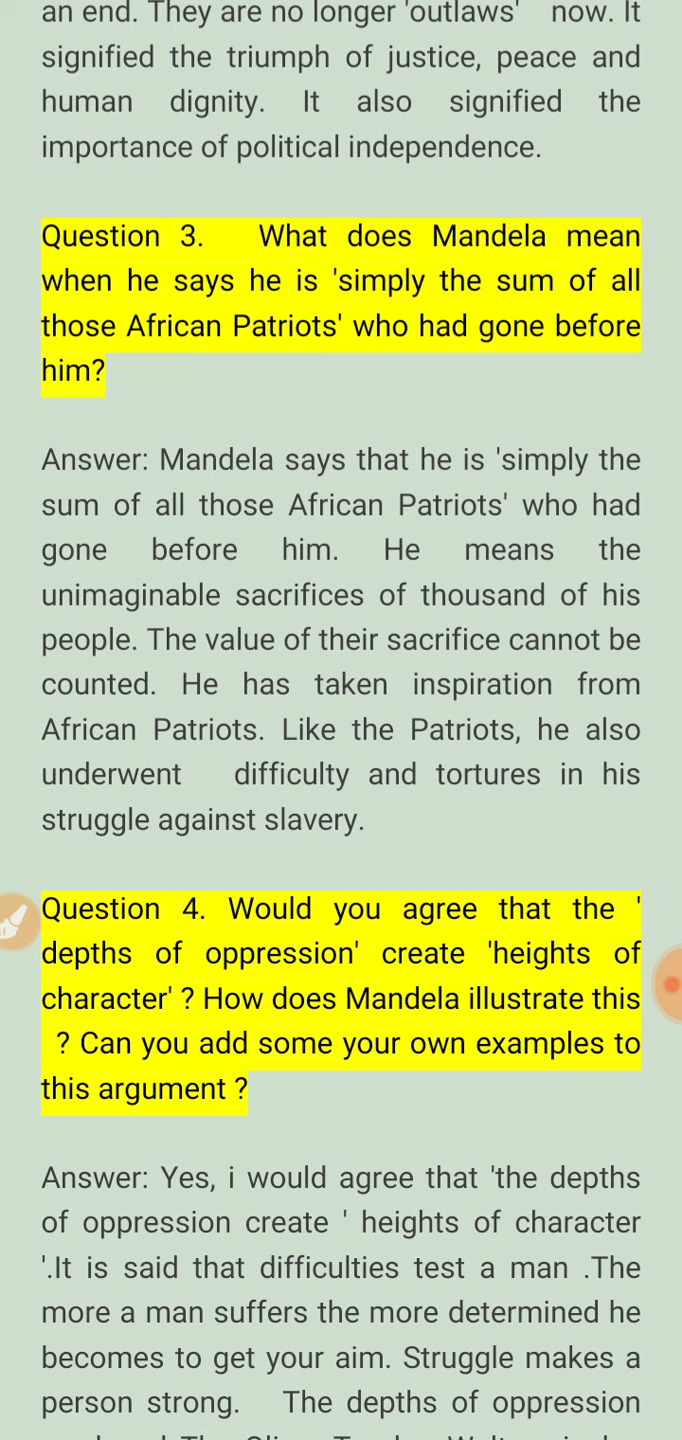 an end. They are no longer 'outlaws' now. It
signified the triumph of justice, peace and
human dignity. It also signified the
importance of political independence.
Question 3. What does Mandela mean
when he says he is 'simply the sum of all
those African Patriots' who had gone before
him?
Answer: Mandela says that he is 'simply the
sum of all those African Patriots' who had
gone before him. He means the
unimaginable sacrifices of thousand of his
people. The value of their sacrifice cannot be
counted. He has taken inspiration from
African Patriots. Like the Patriots, he also
underwent difficulty and tortures in his
struggle against slavery.
Question 4. Would you agree that the '
depths of oppression' create 'heights of
character' ? How does Mandela illustrate this
? Can you add some your own examples to
this argument ?
Answer: Yes, i would agree that 'the depths
of oppression create ' heights of character
'.It is said that difficulties test a man .The
more a man suffers the more determined he
becomes to get your aim. Struggle makes a
person strong. The depths of oppression